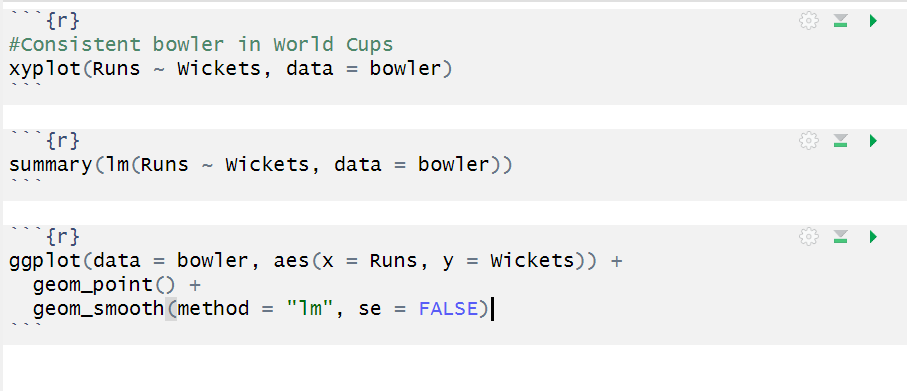 ```{r}
#Consistent bowler in World Cups
xyplot(Runs ~ Wickets, data = bowler)
```
```{r}
summary(lm(Runs ~ Wickets, data = bowler))
```
```{r}
ggplot(data = bowler, aes(x = Runs, y = Wickets)) +
  geom_point() +
  geom_smooth(method = "lm", se = FALSE)
```